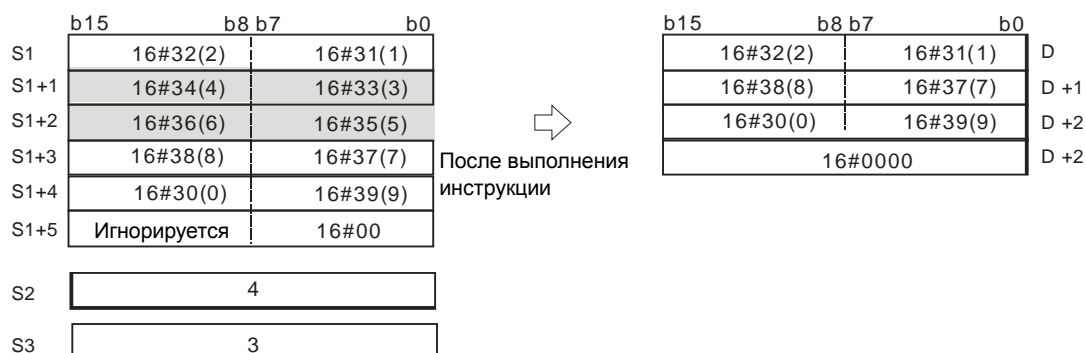 b15 b8 b7 b0 b15 b8 b7 b0
S1 16#32(2) 16#31(1) 16#32(2) 16#31(1) D
S1+1 16#34(4) 16#33(3) 16#38(8) 16#37(7) D +1
S1+2 16#36(6) 16#35(5) 16#30(0) 16#39(9) D +2
S1+3 16#38(8) 16#37(7) После выполнения 16#0000 D +2
S1+4 16#30(0) 16#39(9) инструкции
S1+5 Игнорируется 16#00
S2 4
S3 3